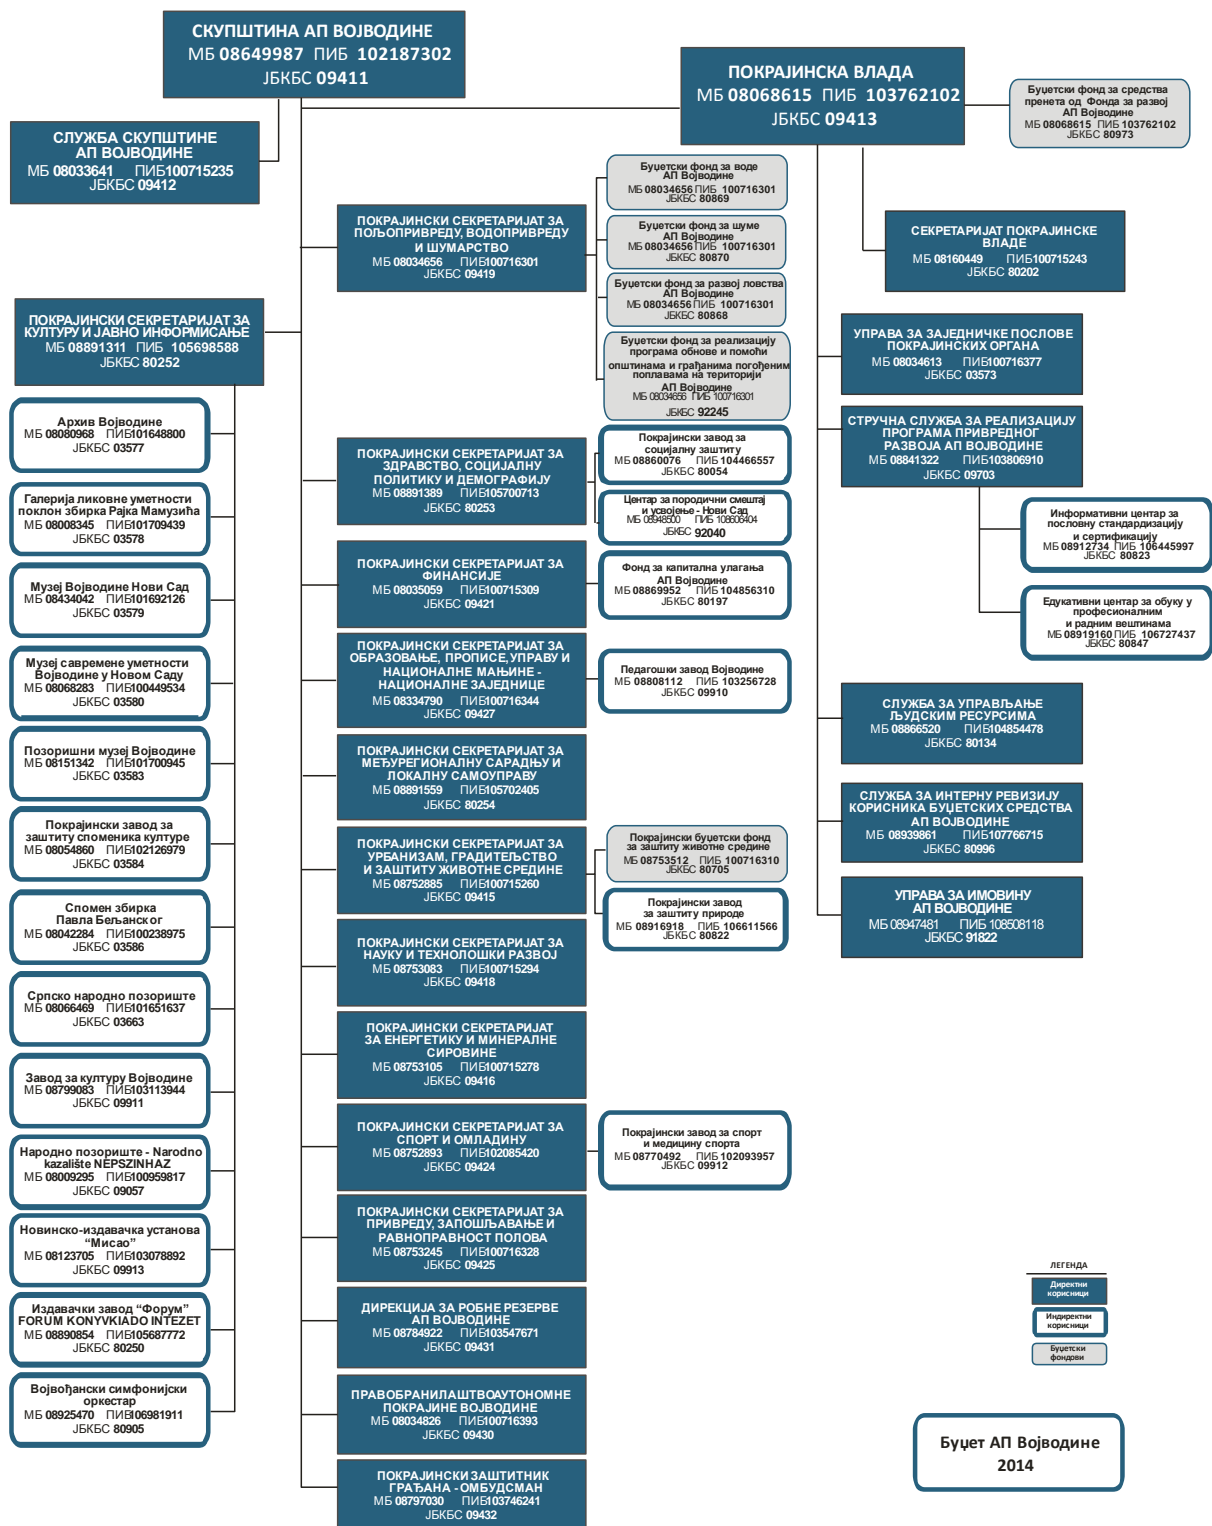 СКУПШТИНА АП ВОЈВОДИНЕ
МБ 08649987 ПИБ 102187302
ЈБКБС 09411
ПОКРАЈИНСКА ВЛАДА
МБ 08068615 ПИБ 103762102
ЈБКБС 09413
Буџетски фонд за средства
пренета од Фонда за развој
АП Војводине
МБ 08068615 ПИБ 103762102
ЈБКБС 80973
СЛУЖБА СКУПШТИНЕ
АП ВОЈВОДИНЕ
МБ 08033641 ПИБ100715235
ЈБКБС 09412
СЕКРЕТАРИЈАТ ПОКРАЈИНСКЕ
ВЛАДЕ
МБ 08160449 ПИБ100715243
ЈБКБС 80202
ПОКРАЈИНСКИ СЕКРЕТАРИЈАТ ЗА
ПОЉОПРИВРЕДУ, ВОДОПРИВРЕДУ
И ШУМАРСТВО
МБ 08034656 ПИБ100716301
ЈБКБС 09419
Буџетски фонд за воде
АП Војводине
МБ 08034656 ПИБ 100716301
ЈБКБС 80869
Буџетски фонд за шуме
АП Војводине
МБ 08034656 ПИБ 100716301
ЈБКБС 80870
Буџетски фонд за развој ловства
АП Војводине
МБ 08034656 ПИБ 100716301
ЈБКБС 80868
Буџетски фонд за реализацију
програма обнове и помоћи
општинама и грађанима погођеним
поплавама на територији
АП Војводине
МБ 08034656 ПИБ 100716301
ЈБКБС 92245
ПОКРАЈИНСКИ СЕКРЕТАРИЈАТ ЗА
КУЛТУРУ И ЈАВНО ИНФОРМИСАЊЕ
МБ 08891311 ПИБ 105698588
ЈБКБС 80252
Архив Војводине
МБ 08080968 ПИБ101648800
ЈБКБС 03577
Галерија ликовне уметности
поклон збирка Рајка Мамузића
МБ 08008345 ПИБ101709439
ЈБКБС 03578
Музеј Војводине Нови Сад
МБ 08434042 ПИБ101692126
ЈБКБС 03579
Музеј савремене уметности
Војводине у Новом Саду
МБ 08068283 ПИБ100449534
ЈБКБС 03580
Позоришни музеј Војводине
МБ 08151342 ПИБ101700945
ЈБКБС 03583
Покрајински завод за
заштиту споменика културе
МБ 08054860 ПИБ102126979
ЈБКБС 03584
Спомен збирка
Павла Бељанског
МБ 08042284 ПИБ100238975
ЈБКБС 03586
Српско народно позориште
МБ 08066469 ПИБ101651637
ЈБКБС 03663
Завод за културу Војводине
МБ 08799083 ПИБ103113944
ЈБКБС 09911
Народно позориште - Narodno
kazalište NEPSZINHAZ
МБ 08009295 ПИБ100959817
ЈБКБС 09057
Новинско-издавачка установа
“Мисао”
МБ 08123705 ПИБ103078892
ЈБКБС 09913
Издавачки завод “Форум”
FORUM KONYVKIADO INTEZET
МБ 08890854 ПИБ105687772
ЈБКБС 80250
Војвођански симфонијски
оркестар
МБ 08925470 ПИБ106981911
ЈБКБС 80905
ПОКРАЈИНСКИ СЕКРЕТАРИЈАТ ЗА
ЗДРАВСТВО, СОЦИЈАЛНУ
ПОЛИТИКУ И ДЕМОГРАФИЈУ
МБ 08891389 ПИБ105700713
ЈБКБС 80253
Покрајински завод за
социјалну заштиту
МБ 08860076 ПИБ 104466557
ЈБКБС 80054
Центар за породични смештај
и усвојење - Нови Сад
МБ 08948500 ПИБ 108606404
ЈБКБС 92040
ПОКРАЈИНСКИ СЕКРЕТАРИЈАТ ЗА
ФИНАНСИЈЕ
МБ 08035059 ПИБ100715309
ЈБКБС 09421
Фонд за капитална улагања
АП Војводине
МБ 08869952 ПИБ 104856310
ЈБКБС 80197
ПОКРАЈИНСКИ СЕКРЕТАРИЈАТ ЗА
ОБРАЗОВАЊЕ, ПРОПИСЕ, УПРАВУ И
НАЦИОНАЛНЕ МАЊИНЕ -
НАЦИОНАЛНЕ ЗАЈЕДНИЦЕ
МБ 08334790 ПИБ100716344
ЈБКБС 09427
Педагошки завод Војводине
МБ 08808112 ПИБ 103256728
ЈБКБС 09910
ПОКРАЈИНСКИ СЕКРЕТАРИЈАТ ЗА
МЕЂУРЕГИОНАЛНУ САРАДЊУ И
ЛОКАЛНУ САМОУПРАВУ
МБ 08891559 ПИБ105702405
ЈБКБС 80254
ПОКРАЈИНСКИ СЕКРЕТАРИЈАТ ЗА
УРБАНИЗАМ, ГРАДИТЕЉСТВО
И ЗАШТИТУ ЖИВОТНЕ СРЕДИНЕ
МБ 08752885 ПИБ100715260
ЈБКБС 09415
Покрајински буџетски фонд
за заштиту животне средине
МБ 08753512 ПИБ 100716310
ЈБКБС 80705
Покрајински завод
за заштиту природе
МБ 08916918 ПИБ 106611566
ЈБКБС 80822
ПОКРАЈИНСКИ СЕКРЕТАРИЈАТ ЗА
НАУКУ И ТЕХНОЛОШКИ РАЗВОЈ
МБ 08753083 ПИБ100715294
ЈБКБС 09418
ПОКРАЈИНСКИ СЕКРЕТАРИЈАТ
ЗА ЕНЕРГЕТИКУ И МИНЕРАЛНЕ
СИРОВИНЕ
МБ 08753105 ПИБ100715278
ЈБКБС 09416
ПОКРАЈИНСКИ СЕКРЕТАРИЈАТ ЗА
СПОРТ И ОМЛАДИНУ
МБ 08752893 ПИБ102085420
ЈБКБС 09424
Покрајински завод за спорт
и медицину спорта
МБ 08770492 ПИБ 102093957
ЈБКБС 09912
ПОКРАЈИНСКИ СЕКРЕТАРИЈАТ ЗА
ПРИВРЕДУ, ЗАПОШЉАВАЊЕ И
РАВНОПРАВНОСТ ПОЛОВА
МБ 08753245 ПИБ100716328
ЈБКБС 09425
ДИРЕКЦИЈА ЗА РОБНЕ РЕЗЕРВЕ
АП ВОЈВОДИНЕ
МБ 08784922 ПИБ103547671
ЈБКБС 09431
ПРАВОБРАНИЛАШТВОАУТОНОМНЕ
ПОКРАЈИНЕ ВОЈВОДИНЕ
МБ 08034826 ПИБ100716393
ЈБКБС 09430
ПОКРАЈИНСКИ ЗАШТИТНИК
ГРАЂАНА - ОМБУДСМАН
МБ 08797030 ПИБ103746241
ЈБКБС 09432
УПРАВА ЗА ЗАЈЕДНИЧКЕ ПОСЛОВЕ
ПОКРАЈИНСКИХ ОРГАНА
МБ 08034613 ПИБ100716377
ЈБКБС 03573
СТРУЧНА СЛУЖБА ЗА РЕАЛИЗАЦИЈУ
ПРОГРАМА ПРИВРЕДНОГ
РАЗВОЈА АП ВОЈВОДИНЕ
МБ 08841322 ПИБ103806910
ЈБКБС 09703
Информативни центар за
пословну стандардизацију
и сертификацију
МБ 08912734 ПИБ 106445997
ЈБКБС 80823
Едукативни центар за обуку у
професионалним
и радним вештинама
МБ 08919160 ПИБ 106727437
ЈБКБС 80847
СЛУЖБА ЗА УПРАВЉАЊЕ
ЉУДСКИМ РЕСУРСИМА
МБ 08866520 ПИБ104854478
ЈБКБС 80134
СЛУЖБА ЗА ИНТЕРНУ РЕВИЗИЈУ
КОРИСНИКА БУЏЕТСКИХ СРЕДСТВА
АП ВОЈВОДИНЕ
МБ 08939861 ПИБ107766715
ЈБКБС 80996
УПРАВА ЗА ИМОВИНУ
АП ВОЈВОДИНЕ
МБ 08947481 ПИБ 108508118
ЈБКБС 91822
ЛЕГЕНДА
Директни
корисници
Индиректни
корисници
Буџетски
фондови
Буџет АП Војводине
2014